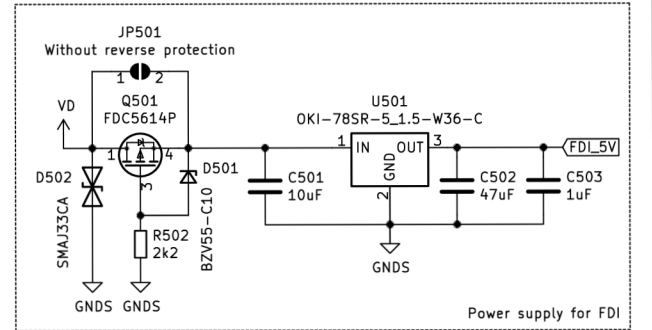 JP501
Without reverse protection
1 2
Q501
FDC5614P
VD
1 4
3
D502
SMAJ33CA
D501
BZV55-C10
R502
2k2
GNDS GNDS
C501
10uF
U501
OKI-78SR-5_1.5-W36-C
1 IN OUT 3
GND
2
GNDS
C502
47uF
C503
1uF
FDI_5V
Power supply for FDI